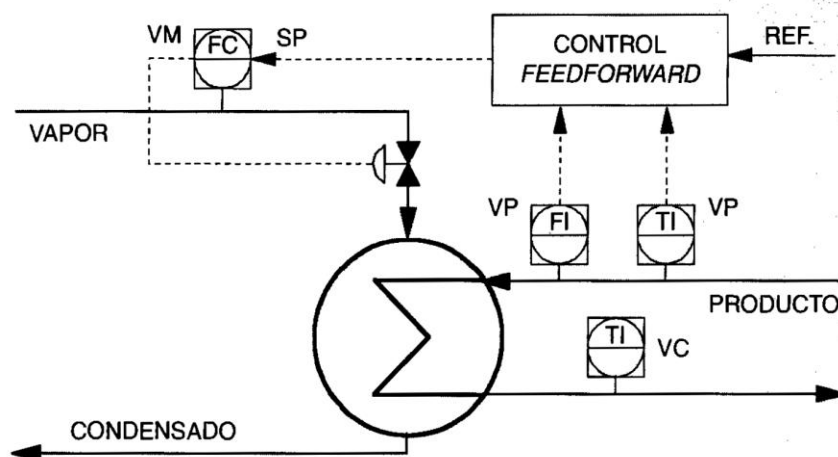 VM
FC
SP
CONTROL
FEEDFORWARD
REF.
VAPOR
VP
FI
TI
VP
PRODUCTO
TI
VC
CONDENSADO